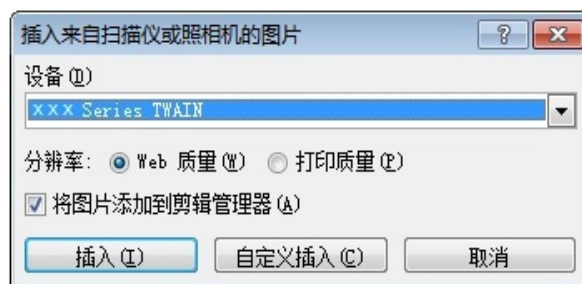 插入来自扫描仪或照相机的图片
设备(D)
XXX Series TWAIN
分辨率: Web 质量(W) 打印质量(P)
将图片添加到剪辑管理器(A)
插入(I) 自定义插入(C) 取消